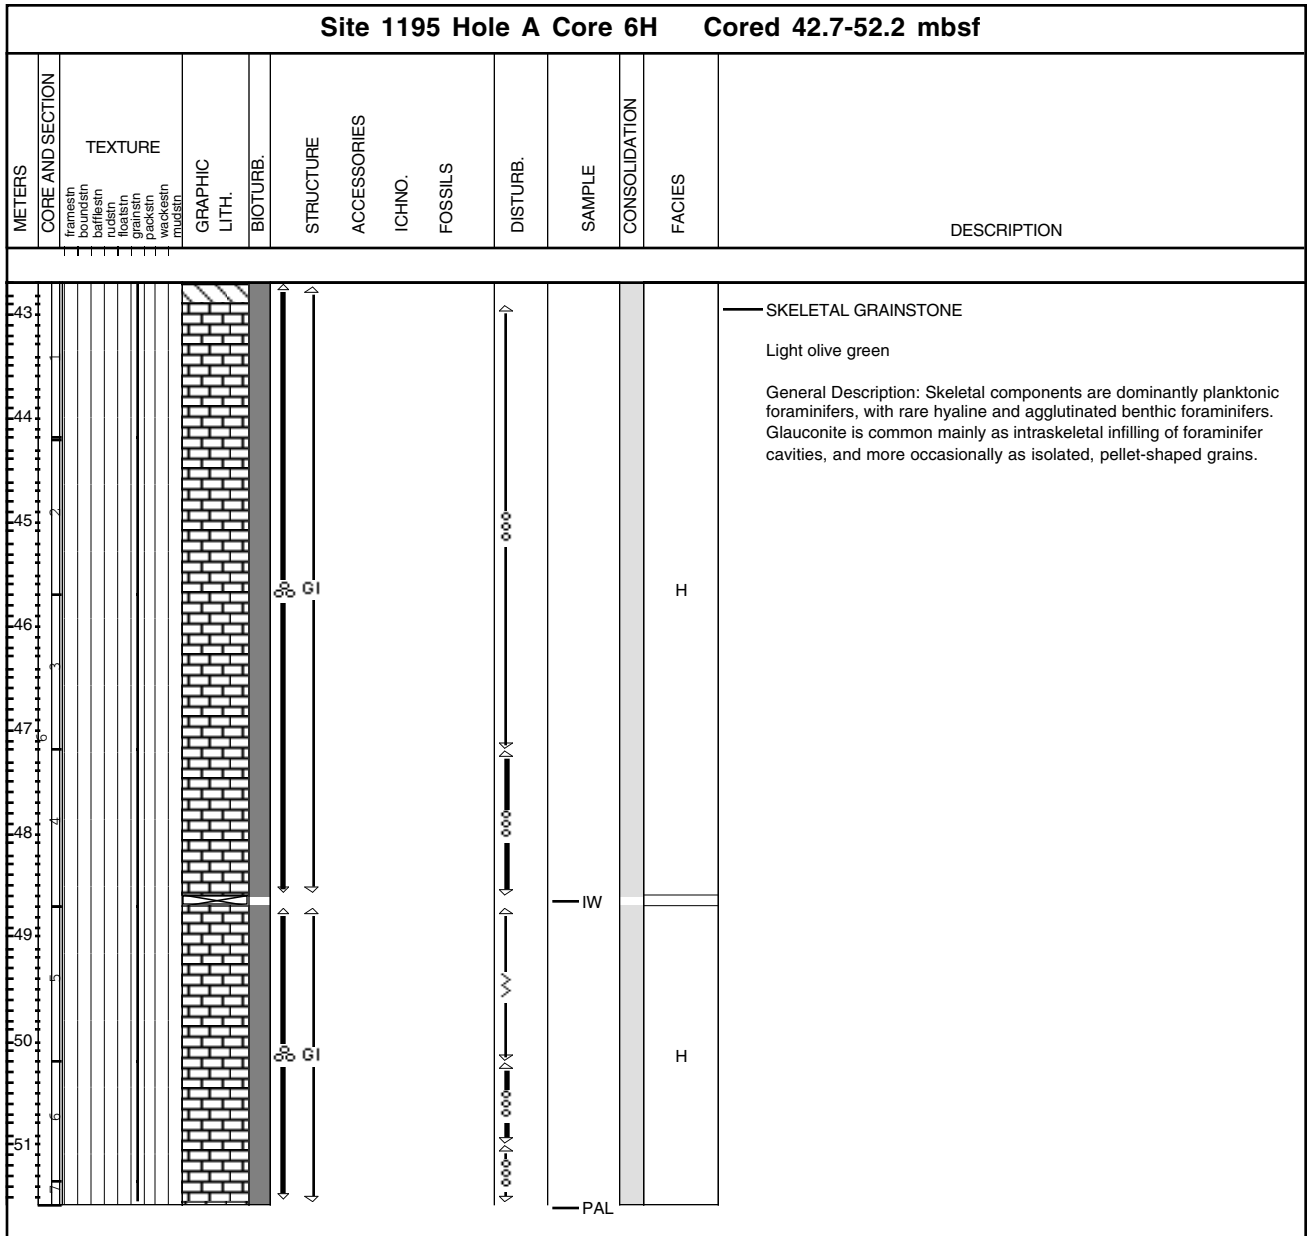 Site 1195 Hole A Core 6H Cored 42.7-52.2 mbsf
METERS
CORE AND SECTION
TEXTURE
framestn
boundstn
bafflestn
rudstn
floatstn
grainstn
packstn
wackestn
mudstn
GRAPHIC
LITH.
BIOTURB.
STRUCTURE
ACCESSORIES
ICHNO.
FOSSILS
DISTURB.
SAMPLE
CONSOLIDATION
FACIES
DESCRIPTION
43
SKELETAL GRAINSTONE
1
Light olive green
General Description: Skeletal components are dominantly planktonic
foraminifers, with rare hyaline and agglutinated benthic foraminifers.
Glauconite is common mainly as intraskeletal infilling of foraminifer
cavities, and more occasionally as isolated, pellet-shaped grains.
44
2
45
Gl
H
46
3
47
6
4
48
IW
49
5
50
Gl
H
6
51
7
PAL